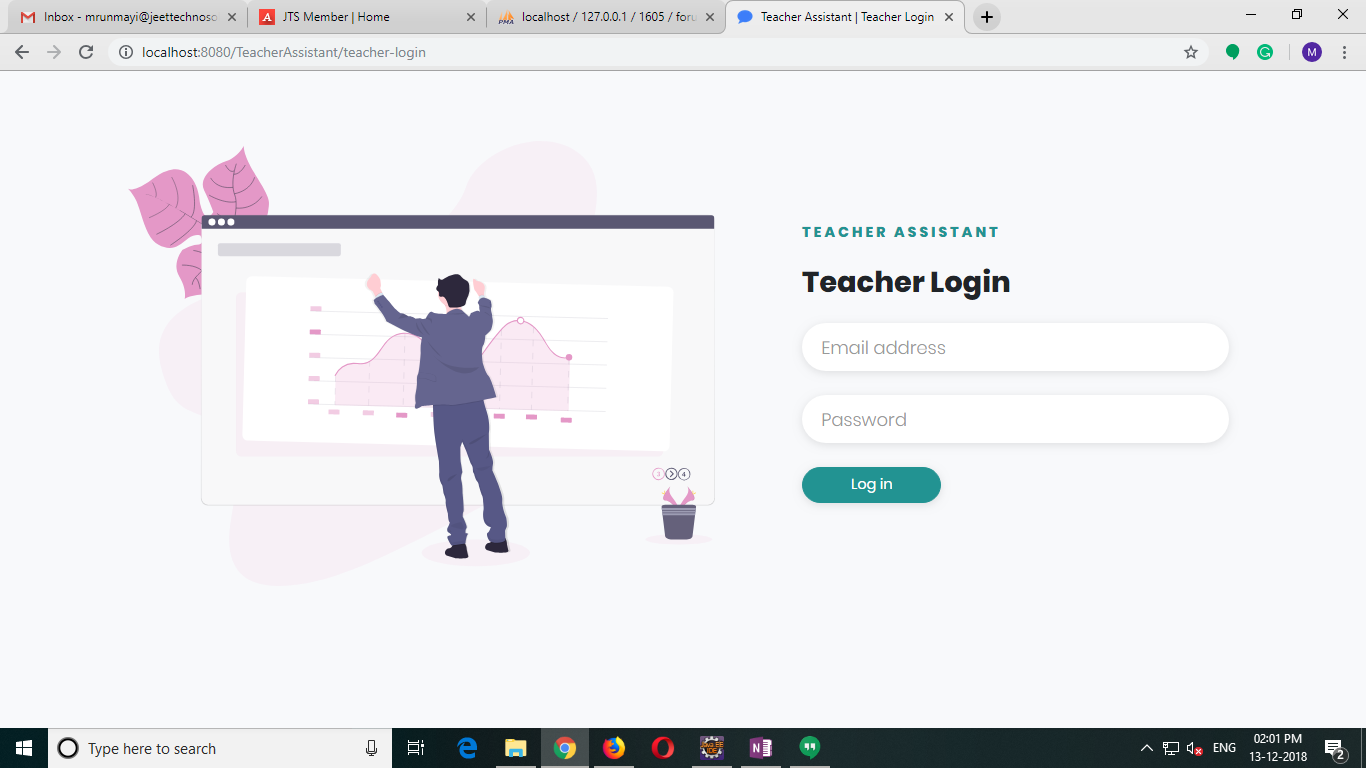 Inbox - mrunmayi@jeettechnoso
JTS Member | Home
localhost / 127.0.0.1 / 1605 / foru
Teacher Assistant | Teacher Login
localhost:8080/TeacherAssistant/teacher-login
M
TEACHER ASSISTANT
Teacher Login
Email address
Password
Log in
4
Type here to search
ENG
02:01 PM
13-12-2018
2